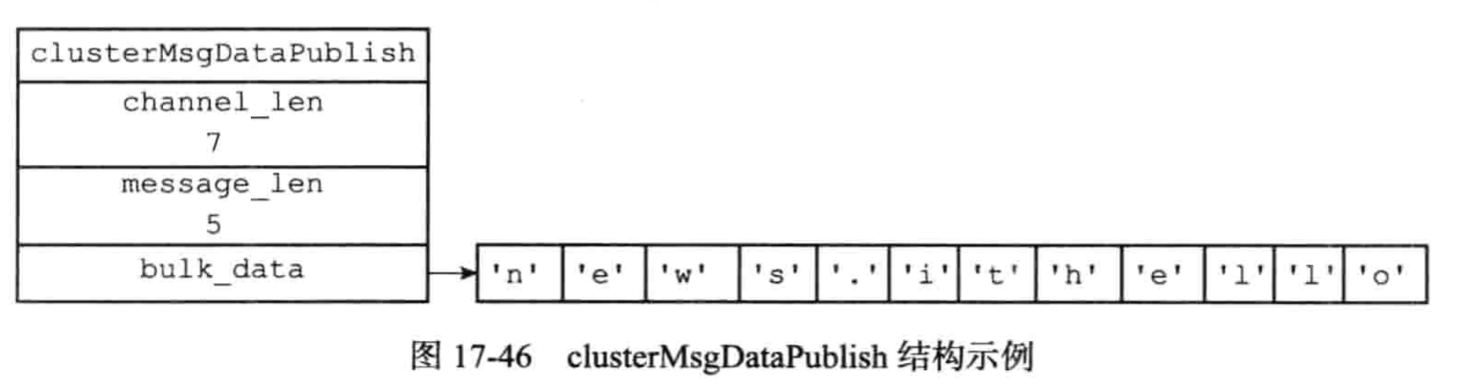 clusterMsgDataPublish
channel_len
7
message_len
5
bulk_data
'n' 'e' 'w' 's' '.' 'i' 't' 'h' 'e' 'l' 'l' 'o'
图 17-46 clusterMsgDataPublish 结构示例